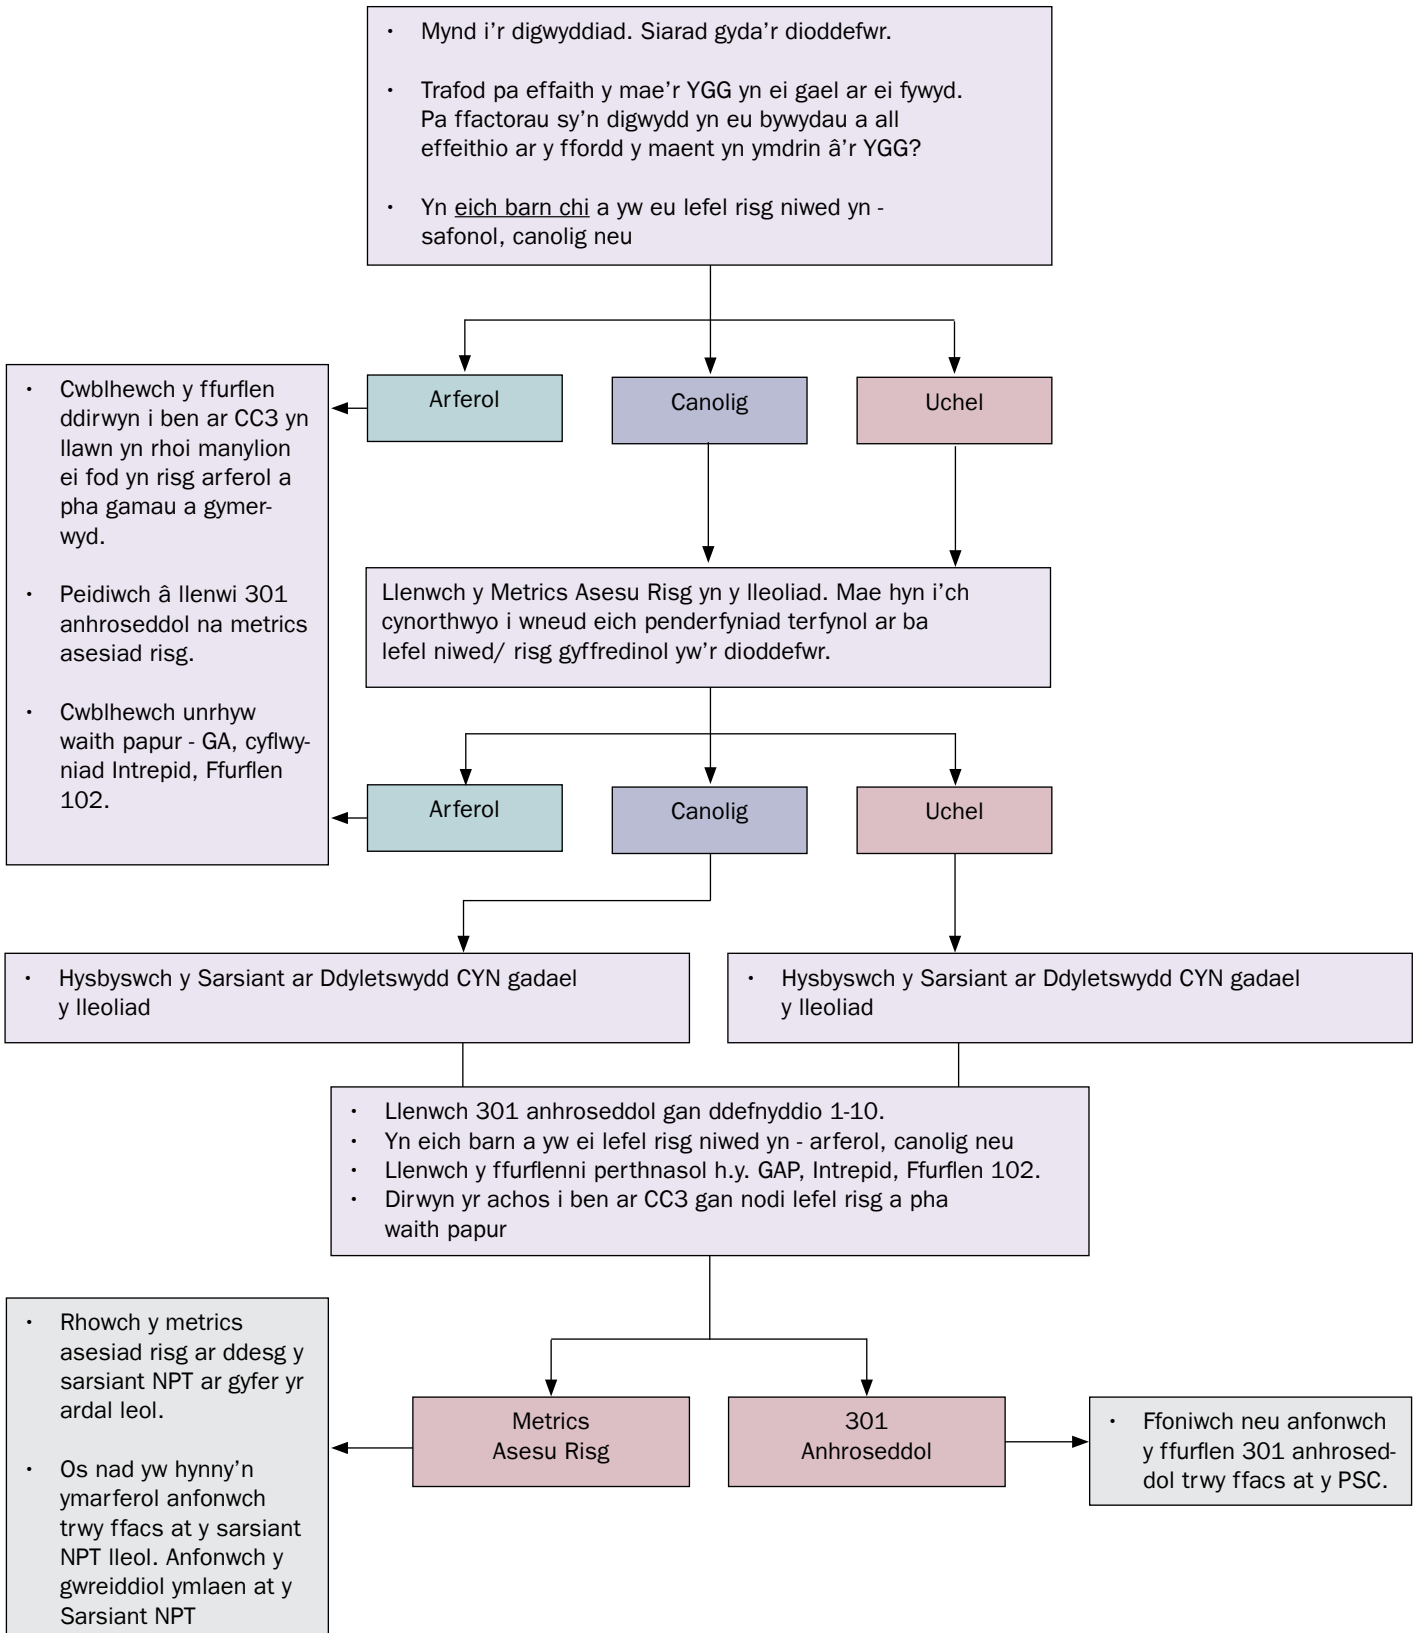 · Mynd i’r digwyddiad. Siarad gyda’r dioddefwr.
· Trafod pa effaith y mae’r YGG yn ei gael ar ei fywyd.
Pa ffactorau sy’n digwydd yn eu bywydau a all
effeithio ar y ffordd y maent yn ymdrin â’r YGG?
· Yn eich barn chi a yw eu lefel risg niwed yn -
safonol, canolig neu
Arferol
Canolig
Uchel
· Cwblhewch y ffurflen
ddirwyn i ben ar CC3 yn
llawn yn rhoi manylion
ei fod yn risg arferol a
pha gamau a gymer-
wyd.
· Peidiwch â llenwi 301
anhroseddol na metrics
asesiad risg.
· Cwblhewch unrhyw
waith papur - GA, cyflwy-
niad Intrepid, Ffurflen
102.
Llenwch y Metrics Asesu Risg yn y lleoliad. Mae hyn i’ch
cynorthwyo i wneud eich penderfyniad terfynol ar ba
lefel niwed/ risg gyffredinol yw’r dioddefwr.
Arferol
Canolig
Uchel
· Hysbyswch y Sarsiant ar Ddyletswydd CYN gadael
y lleoliad
· Hysbyswch y Sarsiant ar Ddyletswydd CYN gadael
y lleoliad
· Llenwch 301 anhroseddol gan ddefnyddio 1-10.
· Yn eich barn a yw ei lefel risg niwed yn - arferol, canolig neu
· Llenwch y ffurflenni perthnasol h.y. GAP, Intrepid, Ffurflen 102.
· Dirwyn yr achos i ben ar CC3 gan nodi lefel risg a pha
waith papur
· Rhowch y metrics
asesiad risg ar ddesg y
sarsiant NPT ar gyfer yr
ardal leol.
· Os nad yw hynny’n
ymarferol anfonwch
trwy ffacs at y sarsiant
NPT lleol. Anfonwch y
gwreiddiol ymlaen at y
Sarsiant NPT
Metrics
Asesu Risg
301
Anhroseddol
· Ffoniwch neu anfonwch
y ffurflen 301 anhrosed-
dol trwy ffacs at y PSC.